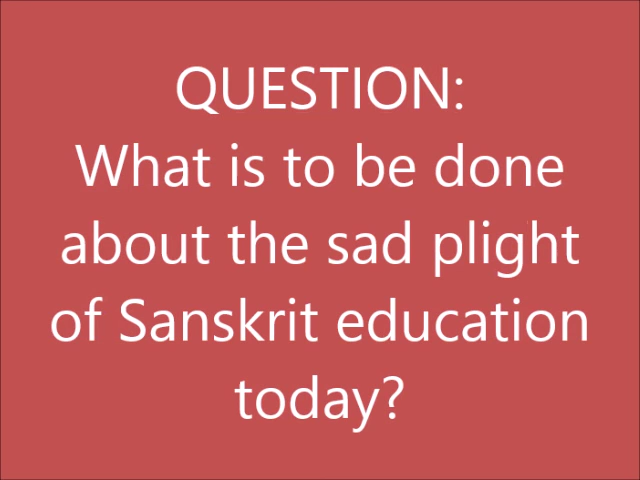 QUESTION:
What is to be done
about the sad plight
of Sanskrit education
today?